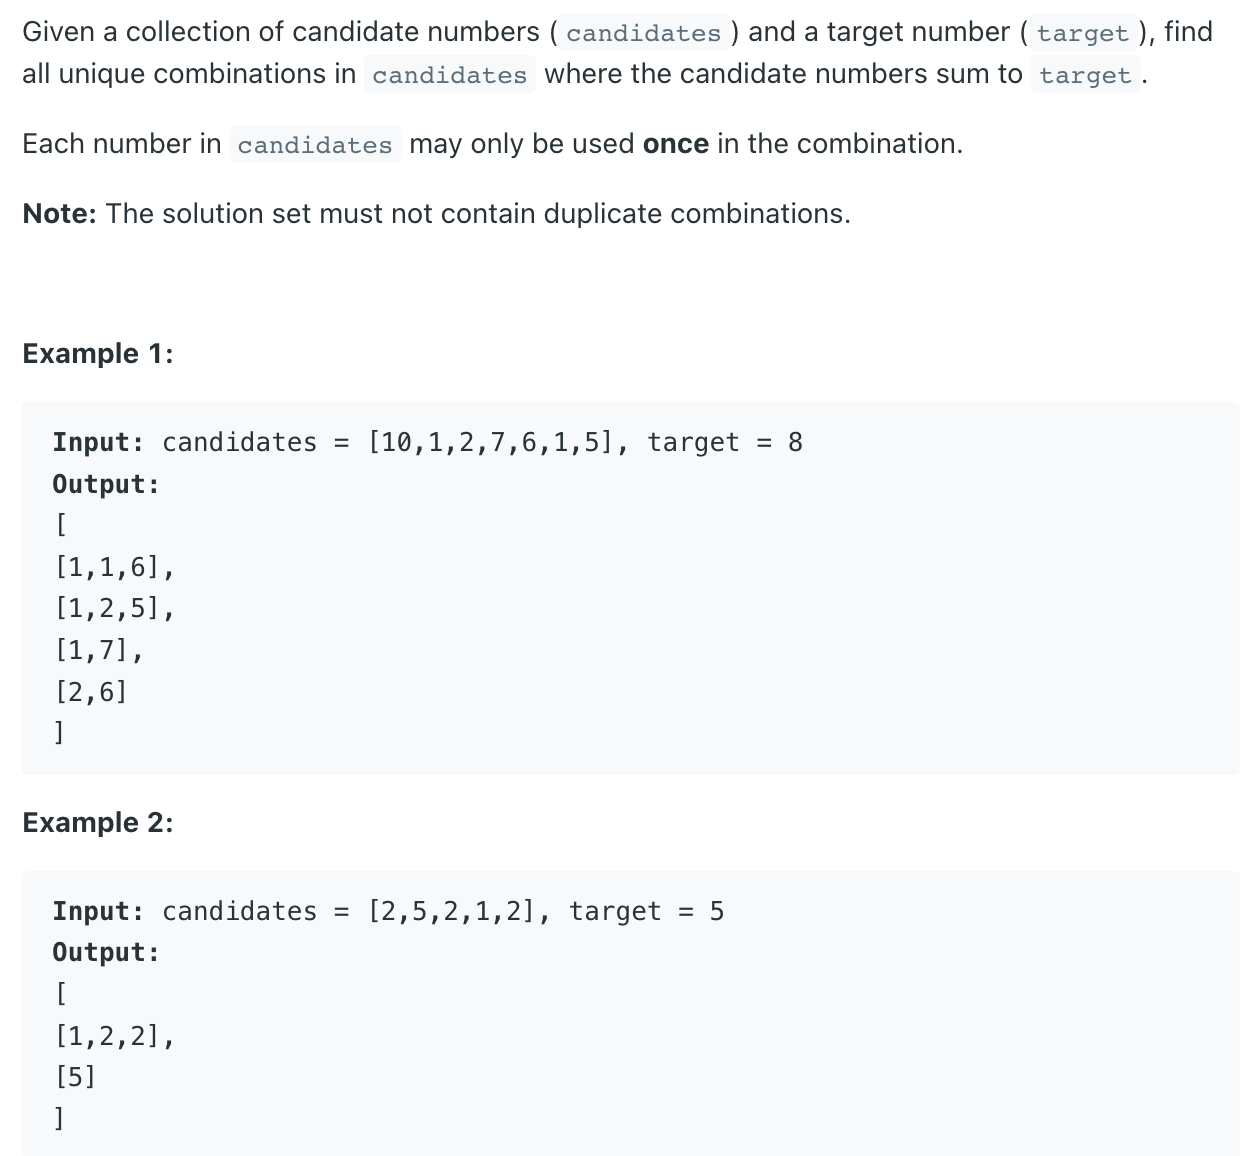 Given a collection of candidate numbers ( candidates ) and a target number ( target ), find
all unique combinations in candidates where the candidate numbers sum to target .
Each number in candidates may only be used once in the combination.
Note: The solution set must not contain duplicate combinations.
Example 1:
Input: candidates = [10,1,2,7,6,1,5], target = 8
Output:
[
[1,1,6],
[1,2,5],
[1,7],
[2,6]
]
Example 2:
Input: candidates = [2,5,2,1,2], target = 5
Output:
[
[1,2,2],
[5]
]